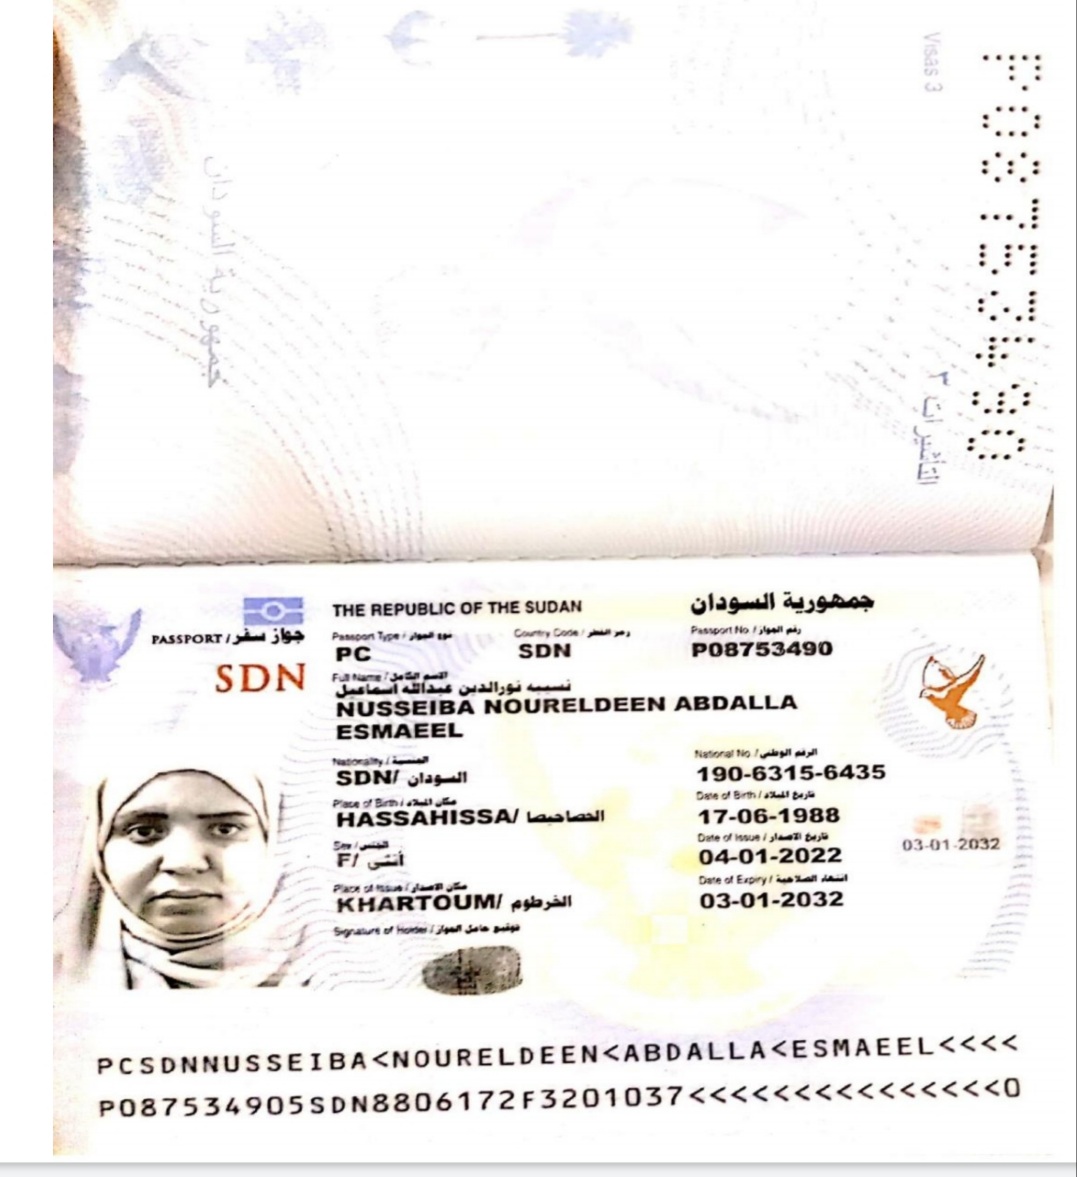 Visas 3
P08753490
جمهورية السودان
التأشيرات ٣
THE REPUBLIC OF THE SUDAN
جمهورية السودان
PASSPORT / جواز سفر
SDN
Passport Type / نوع الجواز
Country Code / رمز القطر
Passport No. / رقم الجواز
PC
SDN
P08753490
Full Name / الاسم الكامل
نسيبه نورالدين عبدالله اسماعيل
NUSSEIBA NOURELDEEN ABDALLA
ESMAEEL
Nationality / الجنسية
National No. / الرقم الوطني
SDN/ السودان
190-6315-6435
Place of Birth / مكان الميلاد
Date of Birth / تاريخ الميلاد
HASSAHISSA/ الحصاحيصا
17-06-1988
Sex / الجنس
Date of Issue / تاريخ الاصدار
F/ أنثى
04-01-2022
03-01-2032
Place of Issue / مكان الاصدار
Date of Expiry / انتهاء الصلاحية
KHARTOUM/ الخرطوم
03-01-2032
Signature of Holder / توقيع حامل الجواز
PCSDNNUSSEIBA<NOURELDEEN<ABDALLA<ESMAEEL<<<<
P087534905SDN8806172F3201037<<<<<<<<<<<<<<<0